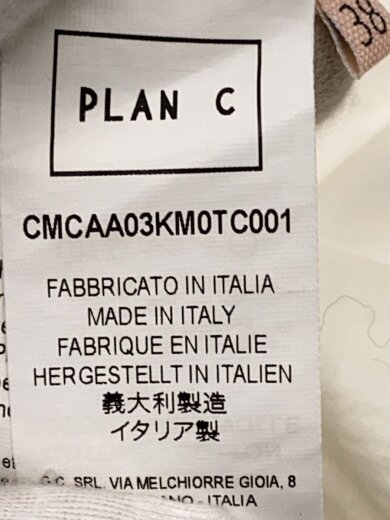 38
PLAN C
CMCAA03KM0TC001
FABBRICATO IN ITALIA
MADE IN ITALY
FABRIQUE EN ITALIE
HERGESTELLT IN ITALIEN
義大利製造
イタリア製
G.C. SRL. VIA MELCHIORRE GIOIA, 8
- ITALIA